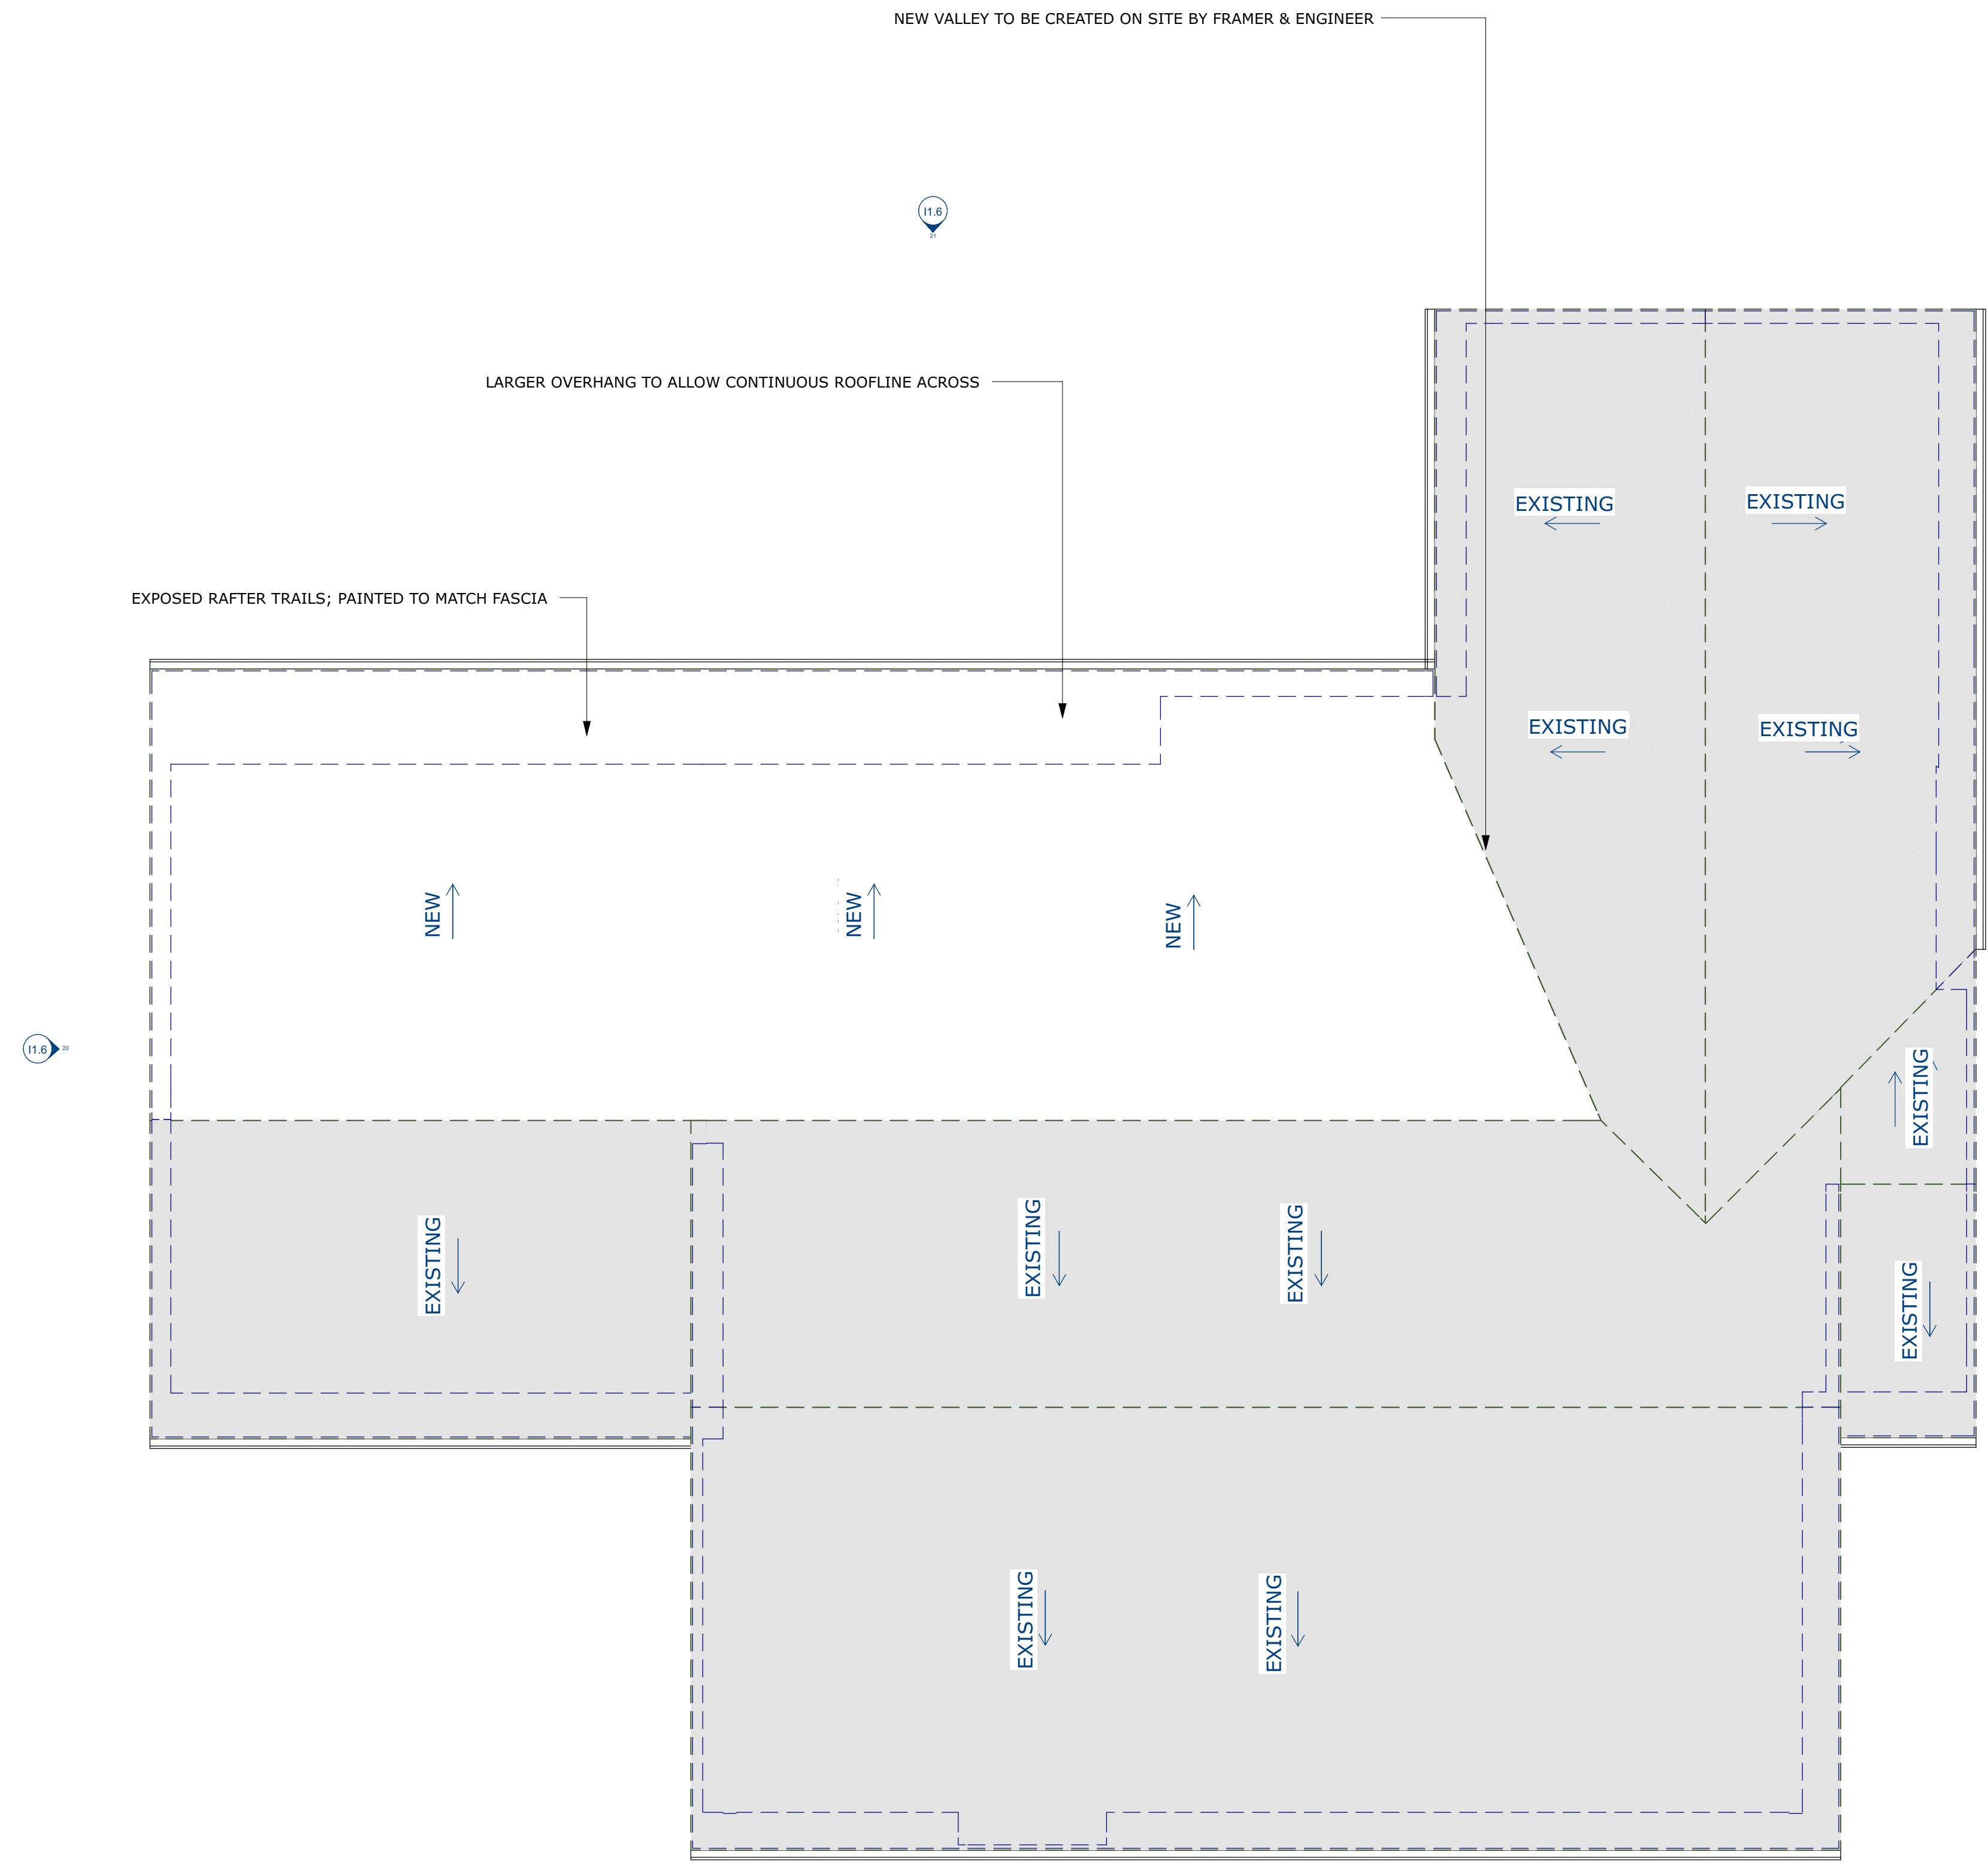 NEW VALLEY TO BE CREATED ON SITE BY FRAMER & ENGINEER
I1.6
21
LARGER OVERHANG TO ALLOW CONTINUOUS ROOFLINE ACROSS
EXISTING
EXISTING
EXPOSED RAFTER TRAILS; PAINTED TO MATCH FASCIA
EXISTING
EXISTING
NEW
NEW
NEW
I1.6
20
EXISTING
EXISTING
EXISTING
EXISTING
EXISTING
EXISTING
EXISTING